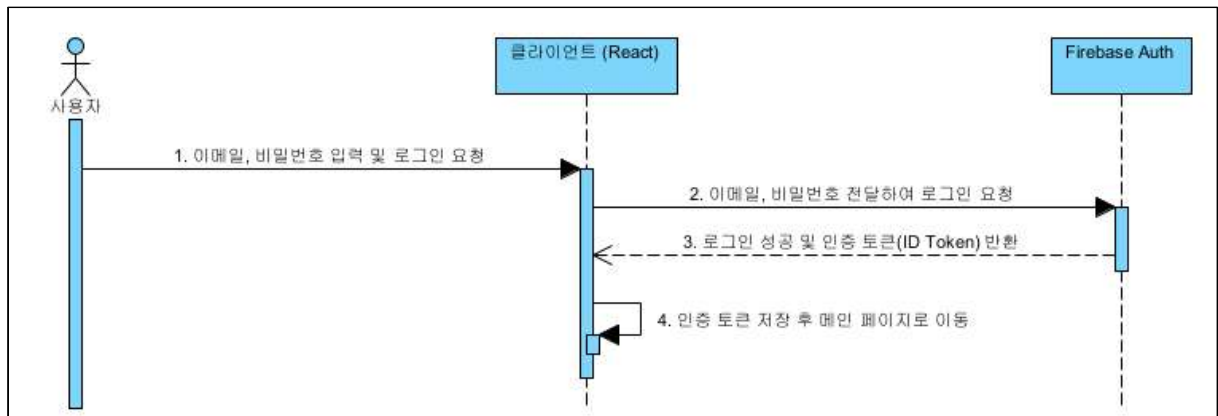 클라이언트 (React)
Firebase Auth
사용자
1. 이메일, 비밀번호 입력 및 로그인 요청
2. 이메일, 비밀번호 전달하여 로그인 요청
3. 로그인 성공 및 인증 토큰(ID Token) 반환
4. 인증 토큰 저장 후 메인 페이지로 이동